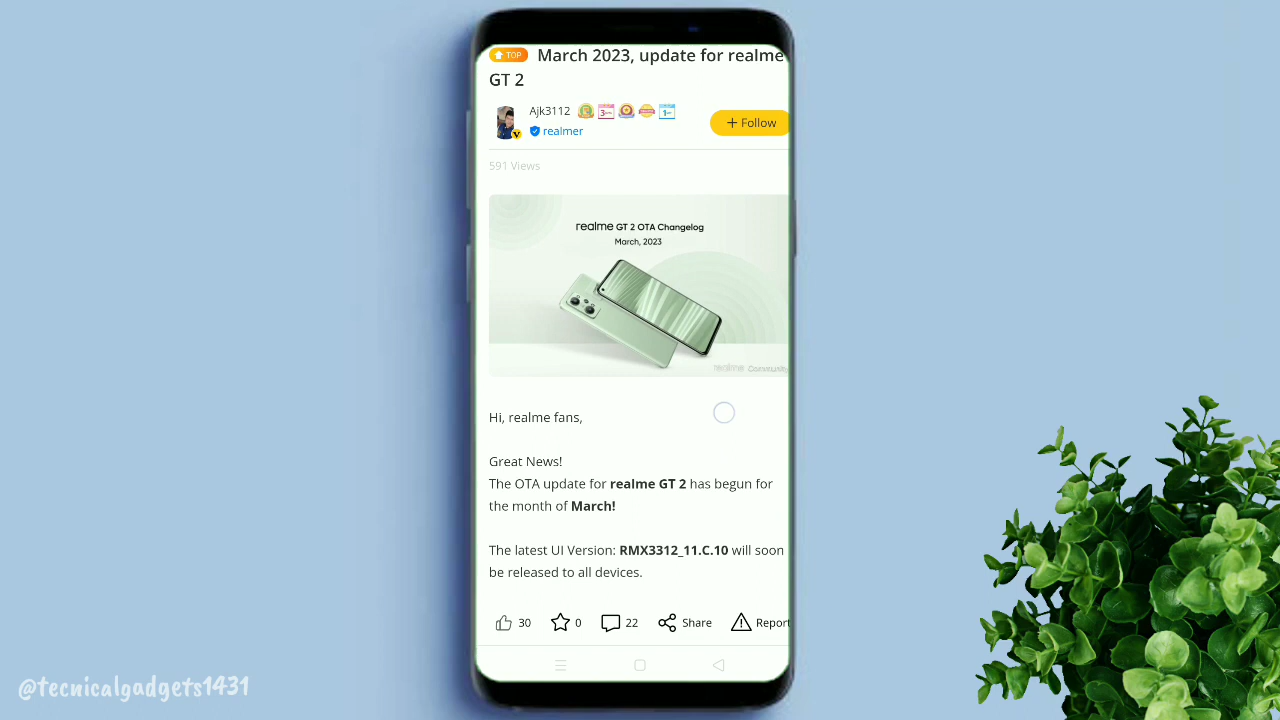 TOP March 2023, update for realme
GT 2
Ajk3112
realmer
+ Follow
591 Views
realme GT 2 OTA Changelog
March, 2023
realme Community
Hi, realme fans,
Great News!
The OTA update for realme GT 2 has begun for
the month of March!
The latest UI Version: RMX3312_11.C.10 will soon
be released to all devices.
30 0 22 Share Report
@tecnicalgadgets1431